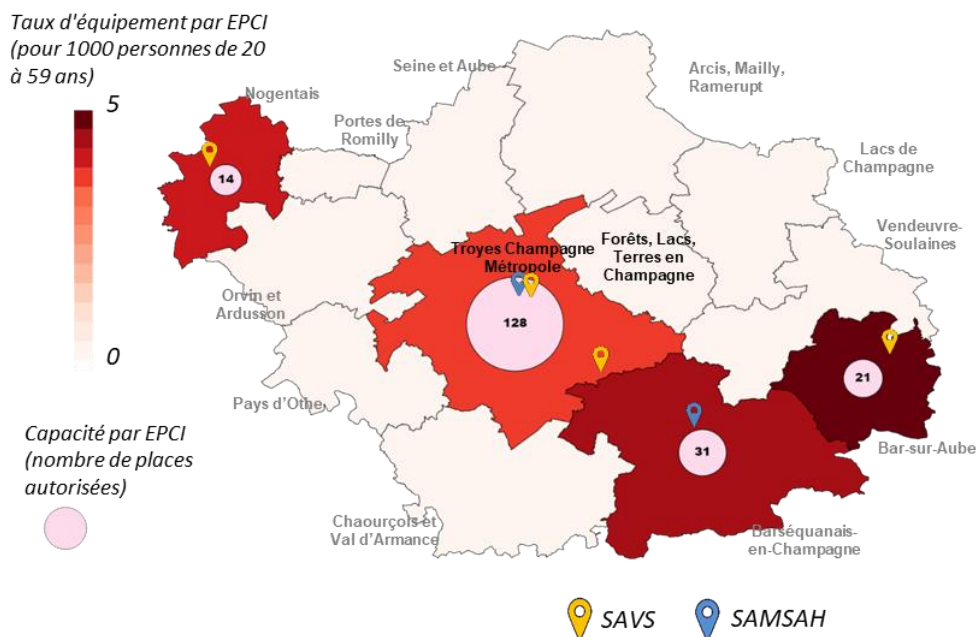 Taux d'équipement par EPCI
(pour 1000 personnes de 20
à 59 ans)
5
0
Seine et Aube
Arcis, Mailly,
Ramerupt
Nogentais
Portes de
Romilly
Lacs de
Champagne
14
Vendeuvre-
Soulaines
Troyes Champagne
Métropole
Forêts, Lacs,
Terres en
Champagne
Orvin et
Ardusson
128
21
Pays d'Othe
Capacité par EPCI
(nombre de places
autorisées)
31
Bar-sur-Aube
Chaourçois et
Val d'Armance
Barséquanais-
en-Champagne
SAVS
SAMSAH